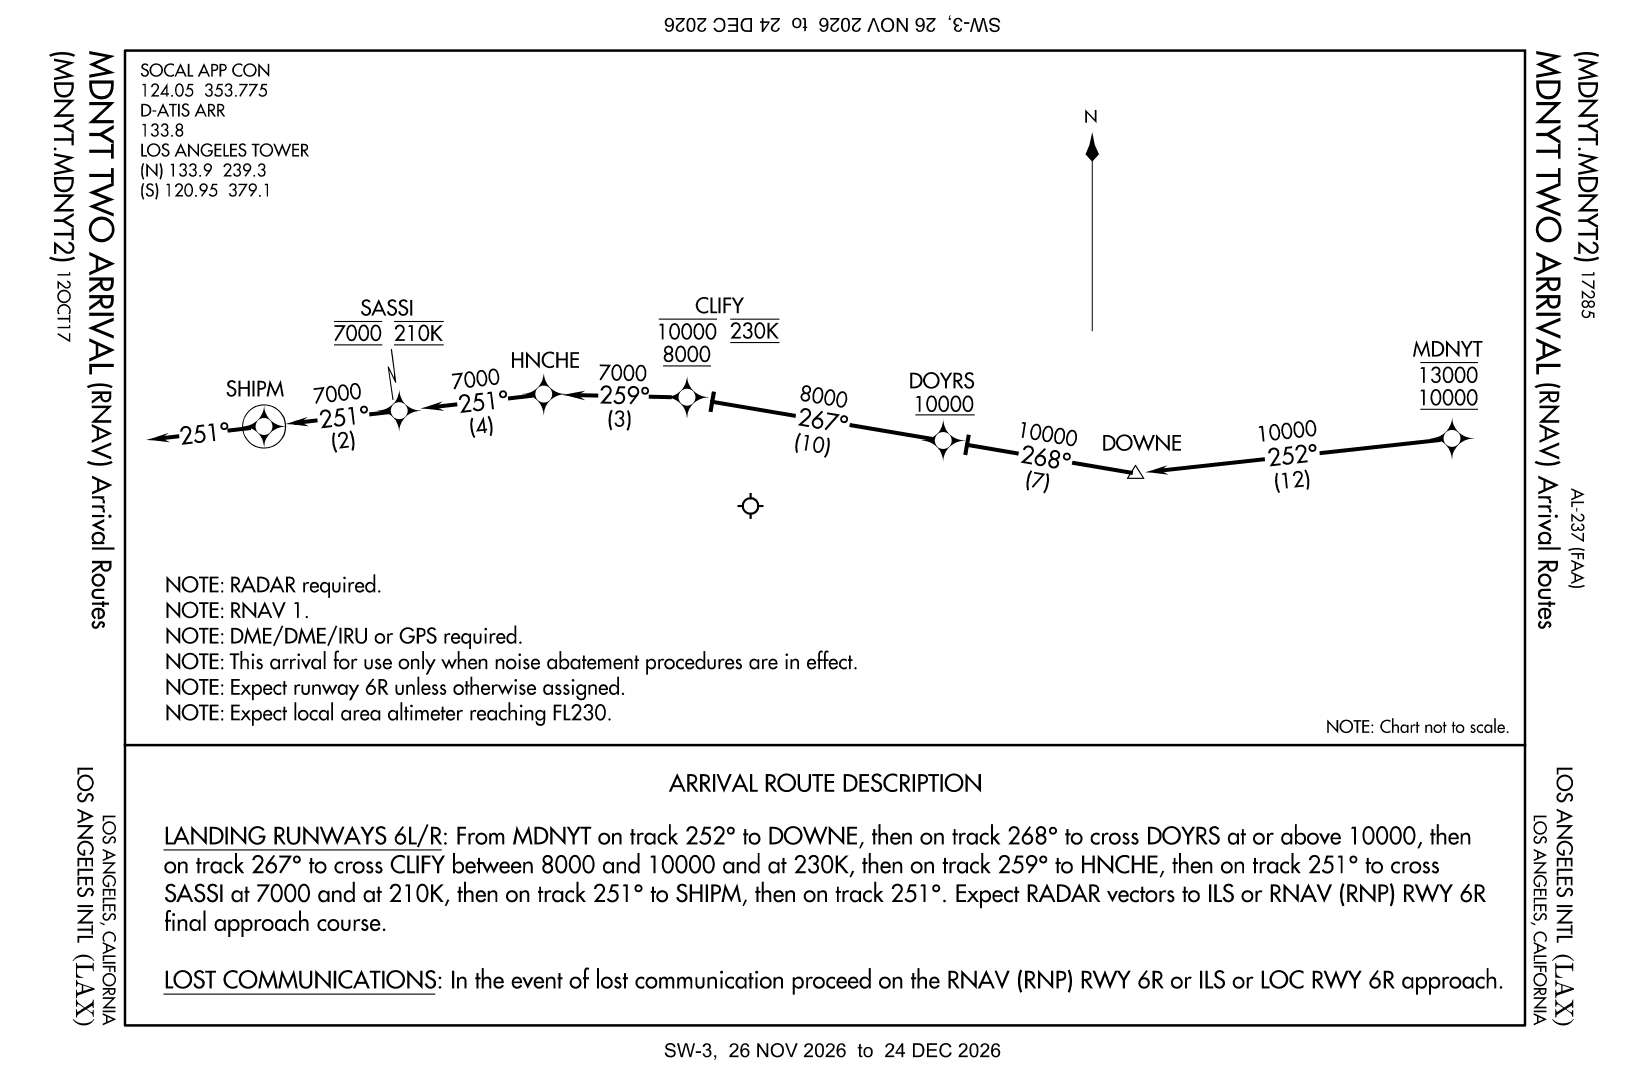 SW-3, 26 NOV 2026 to 24 DEC 2026
(MDNYT.MDNYT2) 12OCT17
MDNYT TWO ARRIVAL (RNAV) Arrival Routes
LOS ANGELES INTL (LAX)
LOS ANGELES, CALIFORNIA
(MDNYT.MDNYT2) 17285
MDNYT TWO ARRIVAL (RNAV) Arrival Routes
AL-237 (FAA)
LOS ANGELES INTL (LAX)
LOS ANGELES, CALIFORNIA
SOCAL APP CON
124.05 353.775
D-ATIS ARR
133.8
LOS ANGELES TOWER
(N) 133.9 239.3
(S) 120.95 379.1
N
SASSI
7000 210K
CLIFY
10000 230K
8000
HNCHE
SHIPM
DOYRS
10000
DOWNE
MDNYT
13000
10000
251°
7000
251°
(2)
7000
251°
(4)
7000
259°
(3)
8000
267°
(10)
10000
268°
(7)
10000
252°
(12)
NOTE: RADAR required.
NOTE: RNAV 1.
NOTE: DME/DME/IRU or GPS required.
NOTE: This arrival for use only when noise abatement procedures are in effect.
NOTE: Expect runway 6R unless otherwise assigned.
NOTE: Expect local area altimeter reaching FL230.
NOTE: Chart not to scale.
ARRIVAL ROUTE DESCRIPTION
LANDING RUNWAYS 6L/R: From MDNYT on track 252° to DOWNE, then on track 268° to cross DOYRS at or above 10000, then
on track 267° to cross CLIFY between 8000 and 10000 and at 230K, then on track 259° to HNCHE, then on track 251° to cross
SASSI at 7000 and at 210K, then on track 251° to SHIPM, then on track 251°. Expect RADAR vectors to ILS or RNAV (RNP) RWY 6R
final approach course.
LOST COMMUNICATIONS: In the event of lost communication proceed on the RNAV (RNP) RWY 6R or ILS or LOC RWY 6R approach.
SW-3, 26 NOV 2026 to 24 DEC 2026